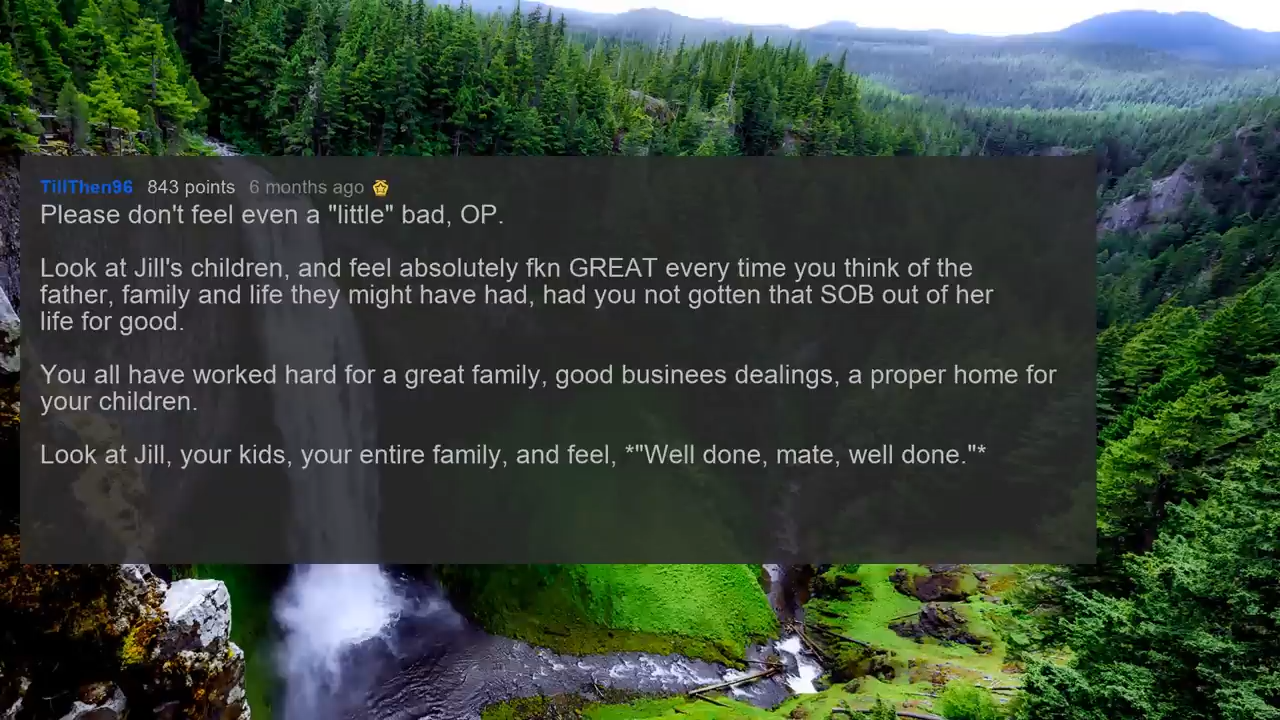 TillThen96 843 points 6 months ago
Please don't feel even a "little" bad, OP.
Look at Jill's children, and feel absolutely fkn GREAT every time you think of the
father, family and life they might have had, had you not gotten that SOB out of her
life for good.
You all have worked hard for a great family, good businees dealings, a proper home for
your children.
Look at Jill, your kids, your entire family, and feel, *"Well done, mate, well done."*